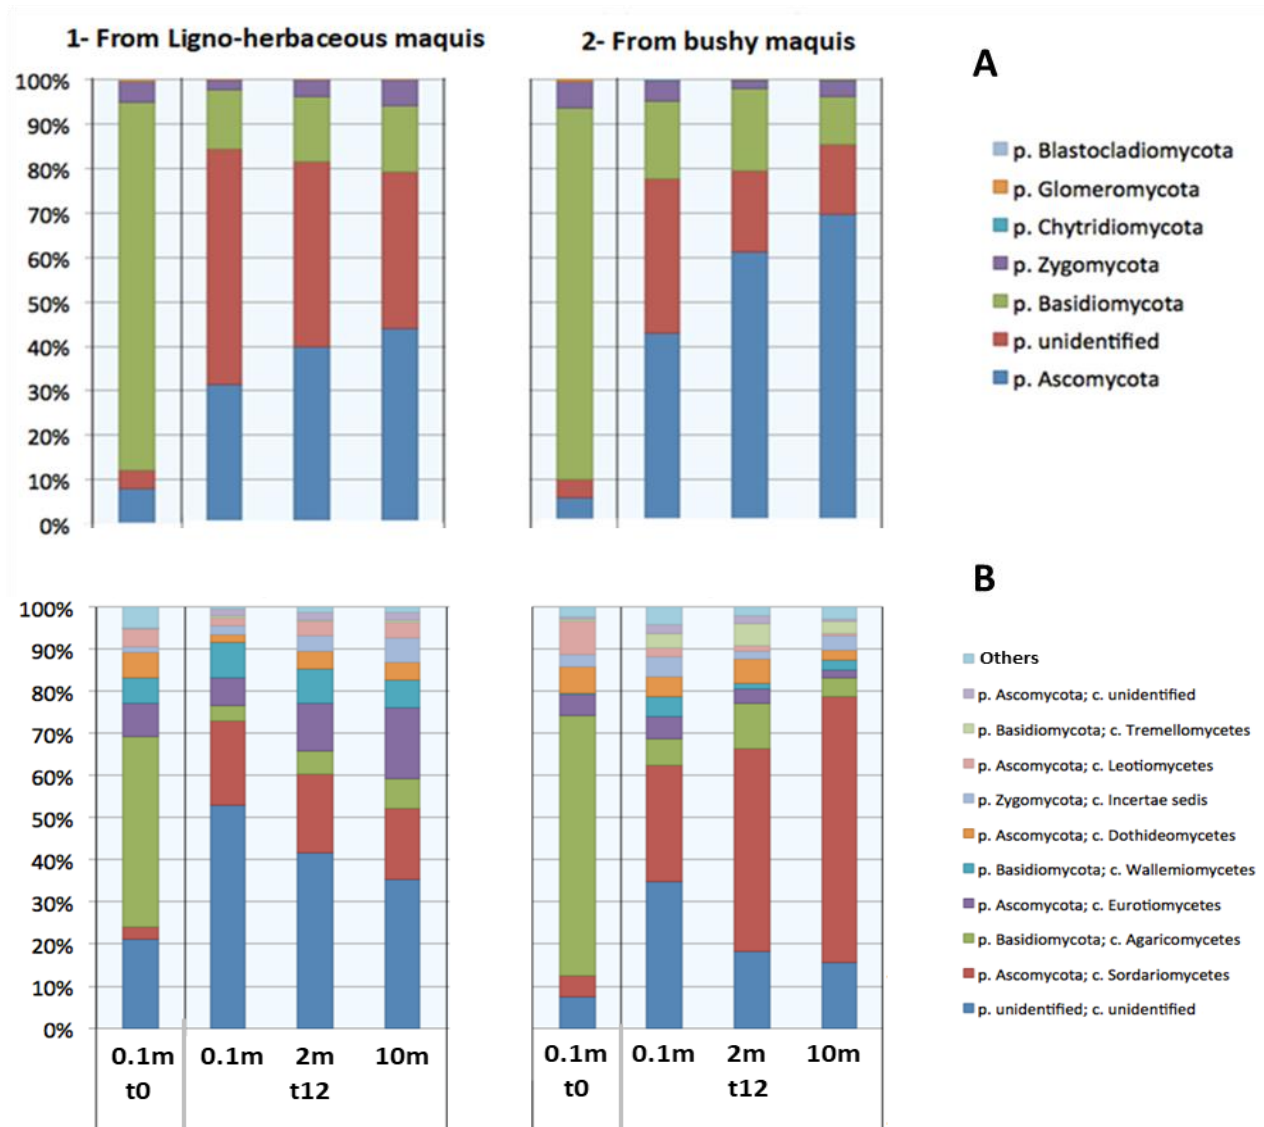 1- From Ligno-herbaceous maquis
2- From bushy maquis
A
100%
90%
80%
70%
60%
50%
40%
30%
20%
10%
0%
p. Blastocladiomycota
p. Glomeromycota
p. Chytridiomycota
p. Zygomycota
p. Basidiomycota
p. unidentified
p. Ascomycota
B
100%
90%
80%
70%
60%
50%
40%
30%
20%
10%
0%
Others
p. Ascomycota; c. unidentified
p. Basidiomycota; c. Tremellomycetes
p. Ascomycota; c. Leotiomycetes
p. Zygomycota; c. Incertae sedis
p. Ascomycota; c. Dothideomycetes
p. Basidiomycota; c. Wallemiomycetes
p. Ascomycota; c. Eurotiomycetes
p. Basidiomycota; c. Agaricomycetes
p. Ascomycota; c. Sordariomycetes
p. unidentified; c. unidentified
0.1m 0.1m 2m 10m
t0 t12
0.1m 0.1m 2m 10m
t0 t12